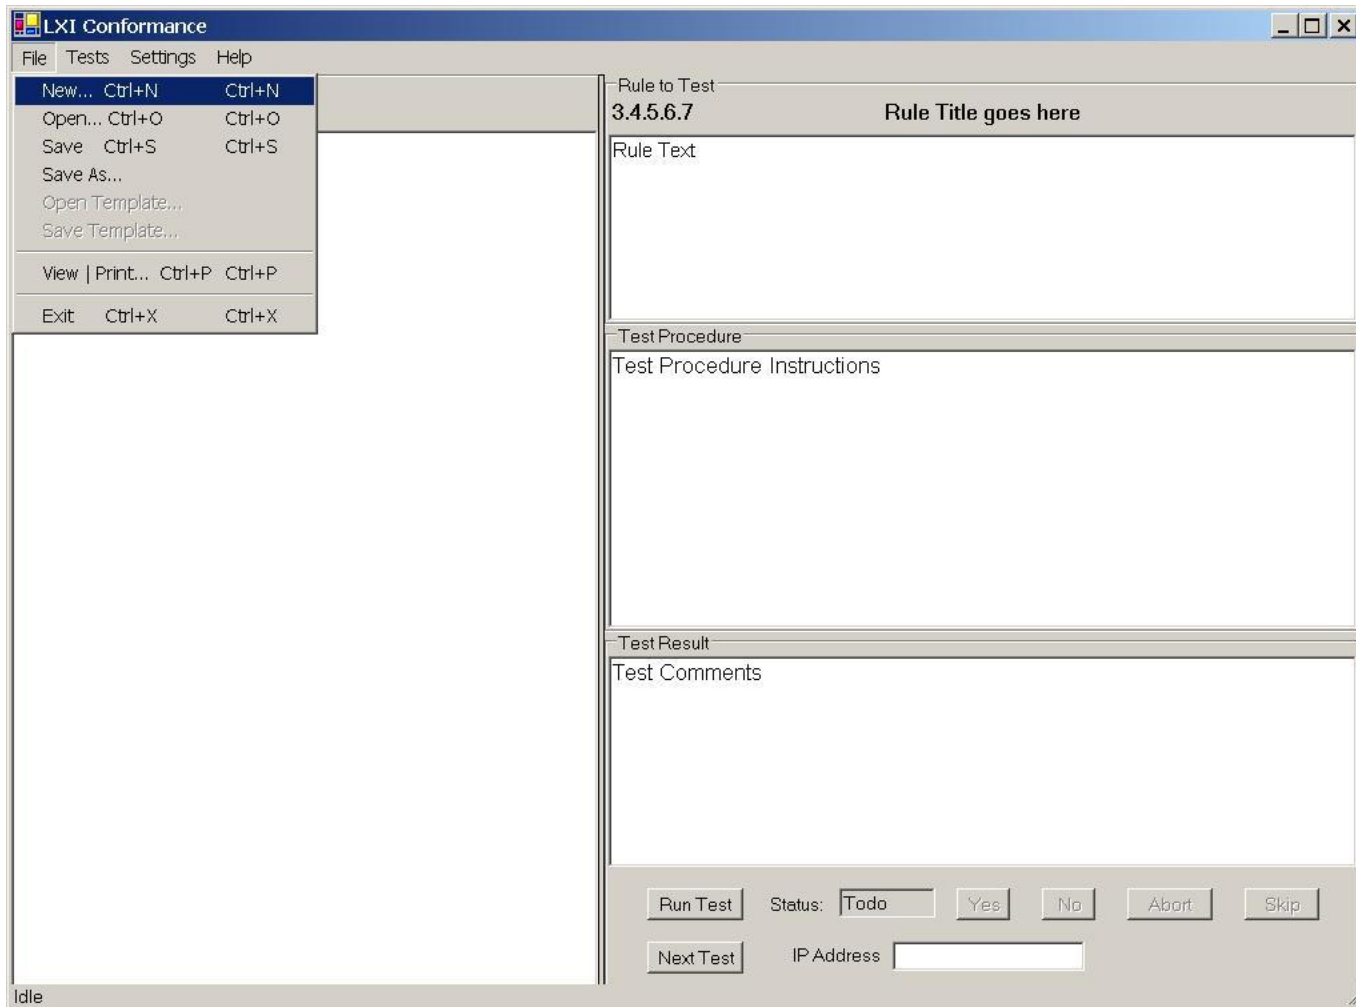 LXI Conformance
File Tests Settings Help
New... Ctrl+N Ctrl+N
Open... Ctrl+O Ctrl+O
Save Ctrl+S Ctrl+S
Save As...
Open Template...
Save Template...
View | Print... Ctrl+P Ctrl+P
Exit Ctrl+X Ctrl+X
Rule to Test
3.4.5.6.7 Rule Title goes here
Rule Text
Test Procedure
Test Procedure Instructions
Test Result
Test Comments
Run Test Status: Todo Yes No Abort Skip
Next Test IP Address
Idle